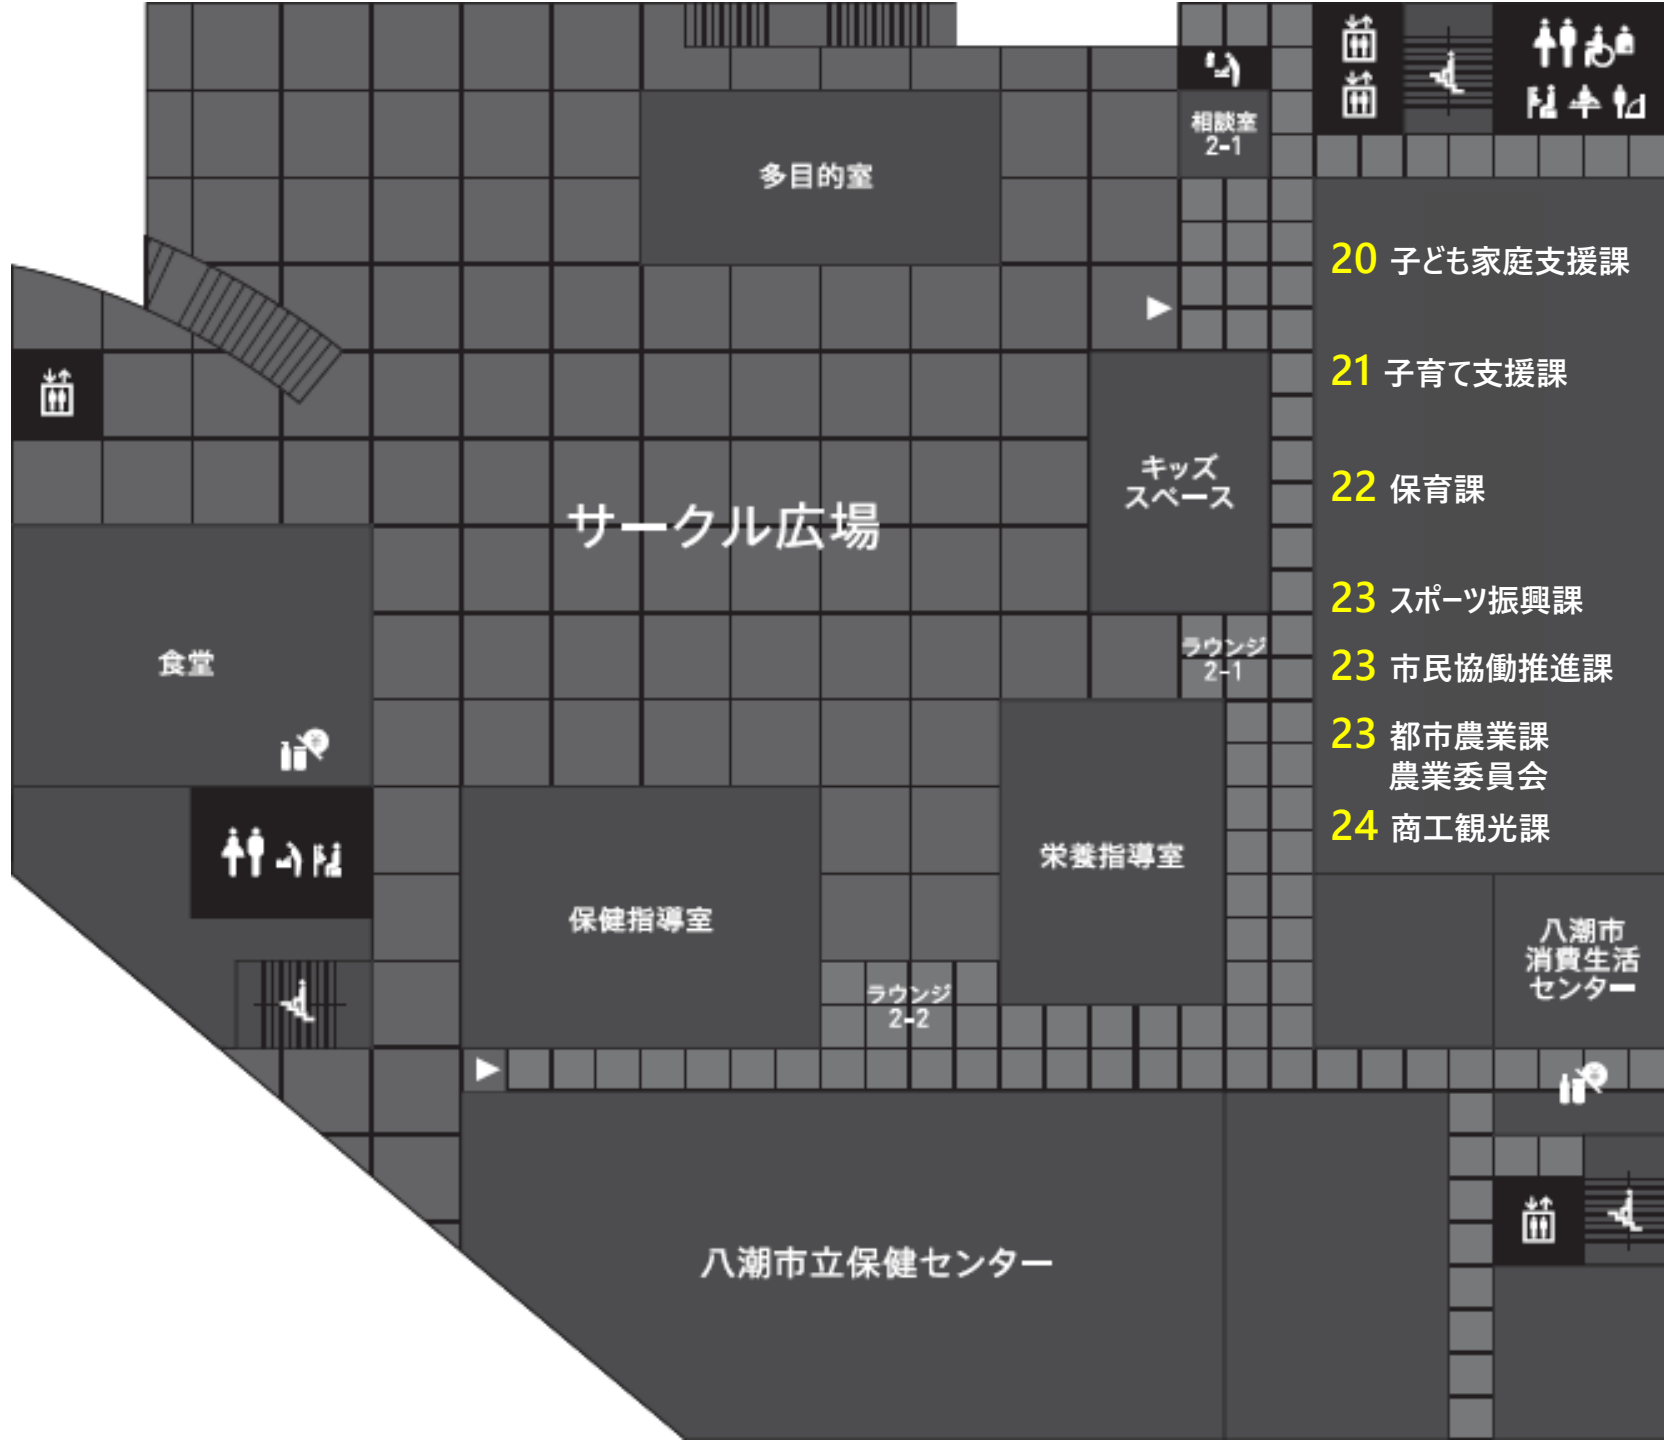 相談室
2-1
多目的室
20 子ども家庭支援課
21 子育て支援課
キッズ
スペース
22 保育課
サークル広場
23 スポーツ振興課
ラウンジ
2-1
23 市民協働推進課
食堂
23 都市農業課
農業委員会
24 商工観光課
栄養指導室
保健指導室
八潮市
消費生活
センター
ラウンジ
2-2
八潮市立保健センター